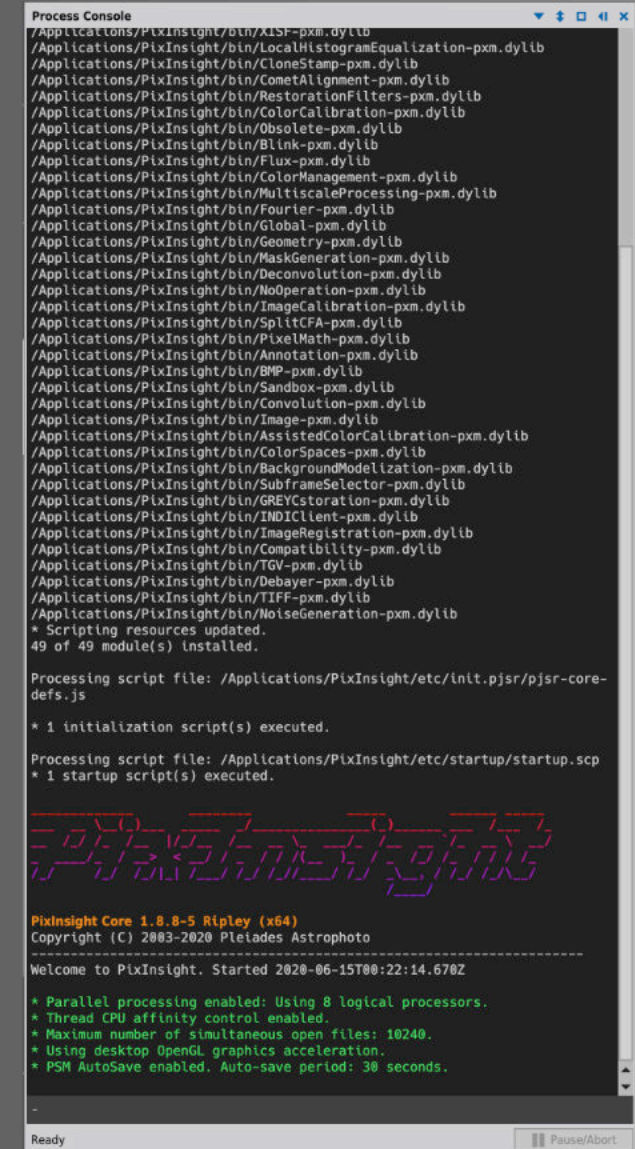 Process Console
/Applications/PixInsight/bin/XISF-pxm.dylib
/Applications/PixInsight/bin/LocalHistogramEqualization-pxm.dylib
/Applications/PixInsight/bin/CloneStamp-pxm.dylib
/Applications/PixInsight/bin/CometAlignment-pxm.dylib
/Applications/PixInsight/bin/RestorationFilters-pxm.dylib
/Applications/PixInsight/bin/ColorCalibration-pxm.dylib
/Applications/PixInsight/bin/Obsolete-pxm.dylib
/Applications/PixInsight/bin/Blink-pxm.dylib
/Applications/PixInsight/bin/Flux-pxm.dylib
/Applications/PixInsight/bin/ColorManagement-pxm.dylib
/Applications/PixInsight/bin/MultiscaleProcessing-pxm.dylib
/Applications/PixInsight/bin/Fourier-pxm.dylib
/Applications/PixInsight/bin/Global-pxm.dylib
/Applications/PixInsight/bin/Geometry-pxm.dylib
/Applications/PixInsight/bin/MaskGeneration-pxm.dylib
/Applications/PixInsight/bin/Deconvolution-pxm.dylib
/Applications/PixInsight/bin/NoOperation-pxm.dylib
/Applications/PixInsight/bin/ImageCalibration-pxm.dylib
/Applications/PixInsight/bin/SplitCFA-pxm.dylib
/Applications/PixInsight/bin/PixelMath-pxm.dylib
/Applications/PixInsight/bin/Annotation-pxm.dylib
/Applications/PixInsight/bin/BMP-pxm.dylib
/Applications/PixInsight/bin/Sandbox-pxm.dylib
/Applications/PixInsight/bin/Convolution-pxm.dylib
/Applications/PixInsight/bin/Image-pxm.dylib
/Applications/PixInsight/bin/AssistedColorCalibration-pxm.dylib
/Applications/PixInsight/bin/ColorSpaces-pxm.dylib
/Applications/PixInsight/bin/BackgroundModelization-pxm.dylib
/Applications/PixInsight/bin/SubframeSelector-pxm.dylib
/Applications/PixInsight/bin/GREYCstoration-pxm.dylib
/Applications/PixInsight/bin/INDIClient-pxm.dylib
/Applications/PixInsight/bin/ImageRegistration-pxm.dylib
/Applications/PixInsight/bin/Compatibility-pxm.dylib
/Applications/PixInsight/bin/TGV-pxm.dylib
/Applications/PixInsight/bin/Debayer-pxm.dylib
/Applications/PixInsight/bin/TIFF-pxm.dylib
/Applications/PixInsight/bin/NoiseGeneration-pxm.dylib
* Scripting resources updated.
49 of 49 module(s) installed.
Processing script file: /Applications/PixInsight/etc/init.pjsr/pjsr-core-
defs.js
* 1 initialization script(s) executed.
Processing script file: /Applications/PixInsight/etc/startup/startup.scp
* 1 startup script(s) executed.
PixInsight
PixInsight Core 1.8.8-5 Ripley (x64)
Copyright (C) 2003-2020 Pleiades Astrophoto
Welcome to PixInsight. Started 2020-06-15T00:22:14.670Z
* Parallel processing enabled: Using 8 logical processors.
* Thread CPU affinity control enabled.
* Maximum number of simultaneous open files: 10240.
* Using desktop OpenGL graphics acceleration.
* PSM AutoSave enabled. Auto-save period: 30 seconds.
Ready
Pause/Abort